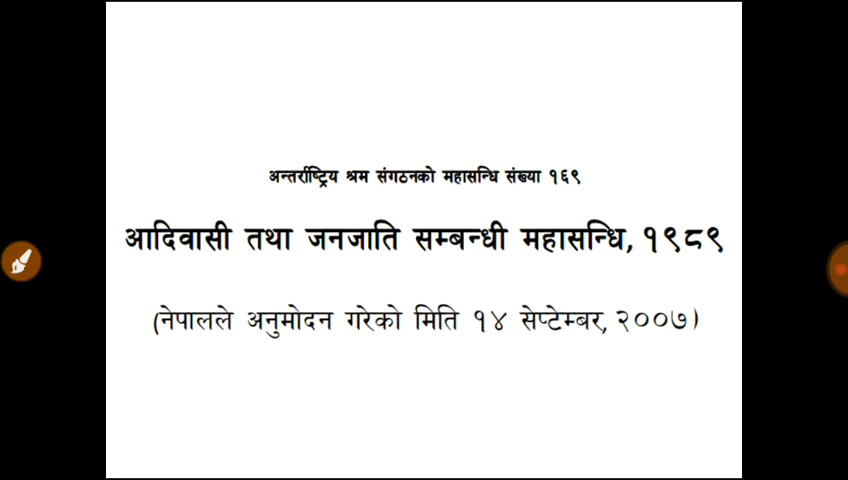 अन्तर्राष्ट्रिय श्रम संगठनको महासन्धि संख्या १६९
आदिवासी तथा जनजाति सम्बन्धी महासन्धि, १९८९
(नेपालले अनुमोदन गरेको मिति १४ सेप्टेम्बर, २००७)